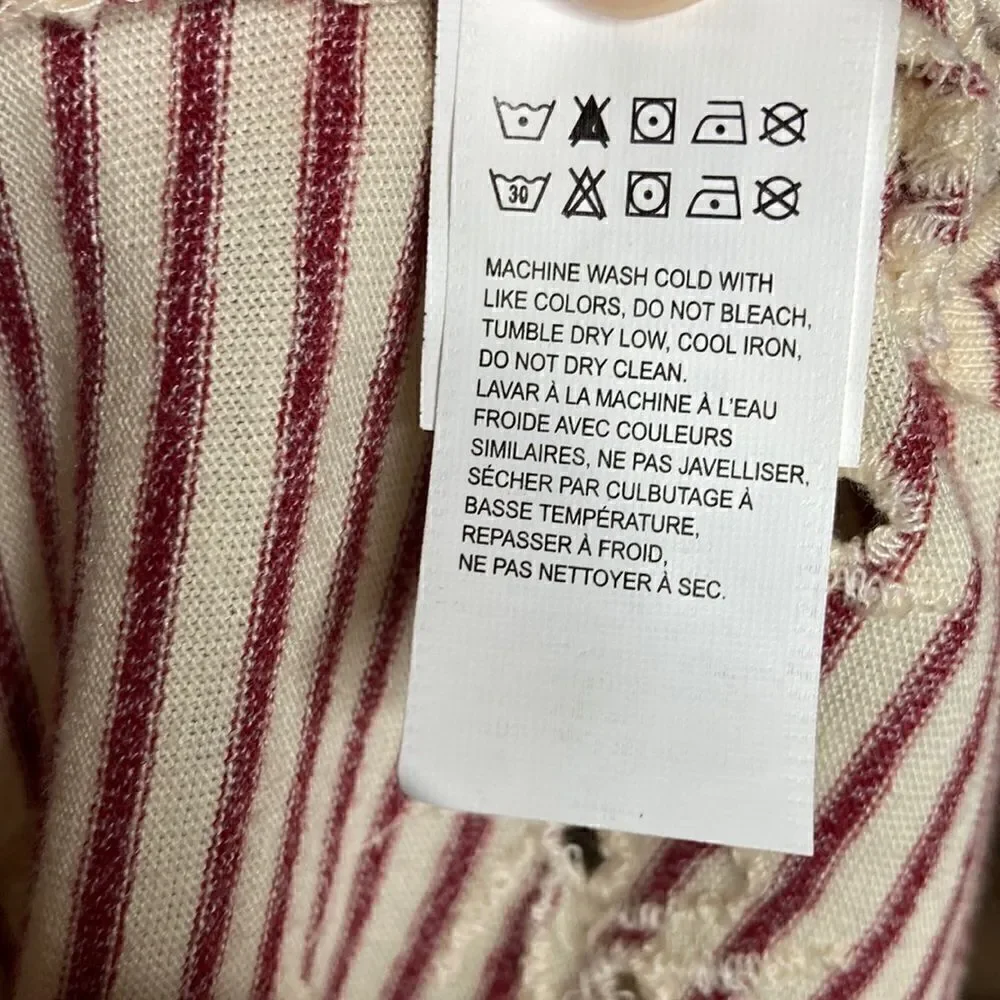 30
MACHINE WASH COLD WITH
LIKE COLORS, DO NOT BLEACH,
TUMBLE DRY LOW, COOL IRON,
DO NOT DRY CLEAN.
LAVAR À LA MACHINE À L'EAU
FROIDE AVEC COULEURS
SIMILAIRES, NE PAS JAVELLISER,
SÉCHER PAR CULBUTAGE À
BASSE TEMPÉRATURE,
REPASSER À FROID,
NE PAS NETTOYER À SEC.